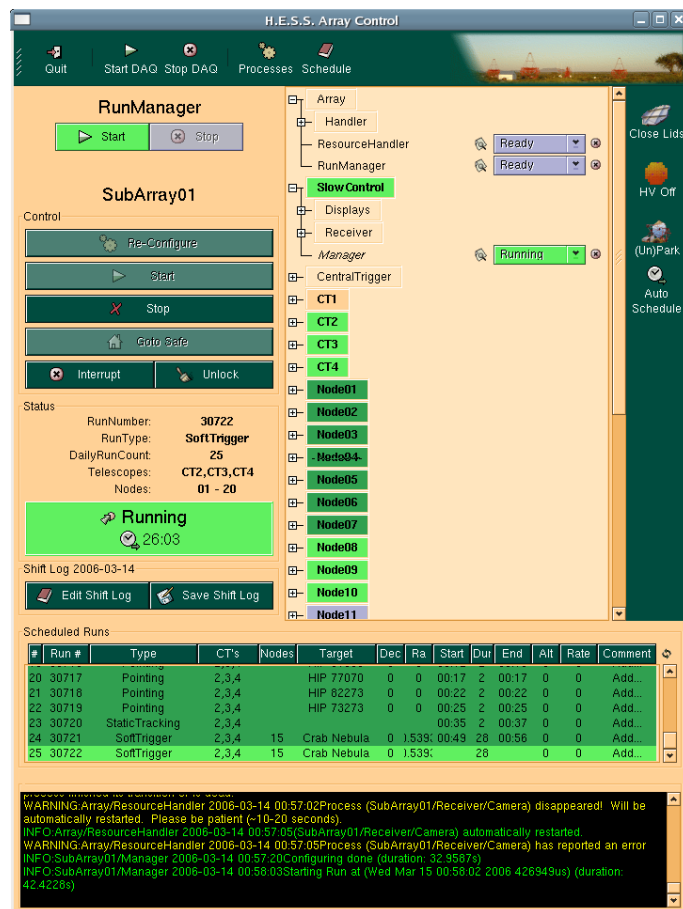 H.E.S.S. Array Control
Quit Start DAQ Stop DAQ Processes Schedule
RunManager
Start Stop
SubArray01
Control
Re-Configure
Start
Stop
Goto Safe
Interrupt Unlock
Status
RunNumber: 30722
RunType: SoftTrigger
DailyRunCount: 25
Telescopes: CT2,CT3,CT4
Nodes: 01 - 20
Running
26:03
Shift Log 2006-03-14
Edit Shift Log Save Shift Log
Array
Handler
ResourceHandler Ready
RunManager Ready
SlowControl
Displays
Receiver
Manager Running
CentralTrigger
CT1
CT2
CT3
CT4
Node01
Node02
Node03
Node04
Node05
Node06
Node07
Node08
Node09
Node10
Node11
Close Lids
HV Off
(Un)Park
Auto
Schedule
Scheduled Runs
# Run # Type CT's Nodes Target Dec Ra Start Dur End Alt Rate Comment
20 30717 Pointing 2,3,4 HIP 77070 0 0 00:17 2 00:17 0 0 Add...
21 30718 Pointing 2,3,4 HIP 82273 0 0 00:22 2 00:22 0 0 Add...
22 30719 Pointing 2,3,4 HIP 73273 0 0 00:25 2 00:25 0 0 Add...
23 30720 StaticTracking 2,3,4 00:35 2 00:37 0 0 Add...
24 30721 SoftTrigger 2,3,4 15 Crab Nebula 0 00:49 28 00:56 0 0 Add...
25 30722 SoftTrigger 2,3,4 15 Crab Nebula 0 28 0 0 Add...
process finished its transition or is dead.
WARNING:Array/ResourceHandler 2006-03-14 00:57:02Process (SubArray01/Receiver/Camera) disappeared! Will be
automatically restarted. Please be patient (~10-20
seconds).
INFO:Array/ResourceHandler 2006-03-14 00:57:05(SubArray01/Receiver/Camera) automatically restarted.
WARNING:Array/ResourceHandler 2006-03-14 00:57:05Process (SubArray01/Receiver/Camera) has reported an error
INFO:SubArray01/Manager 2006-03-14 00:57:20Configuring done (duration: 32.9587s)
INFO:SubArray01/Manager 2006-03-14 00:58:03Starting Run at (Wed Mar 15 00:58:02 2006 426949us) (duration:
42.4228s)